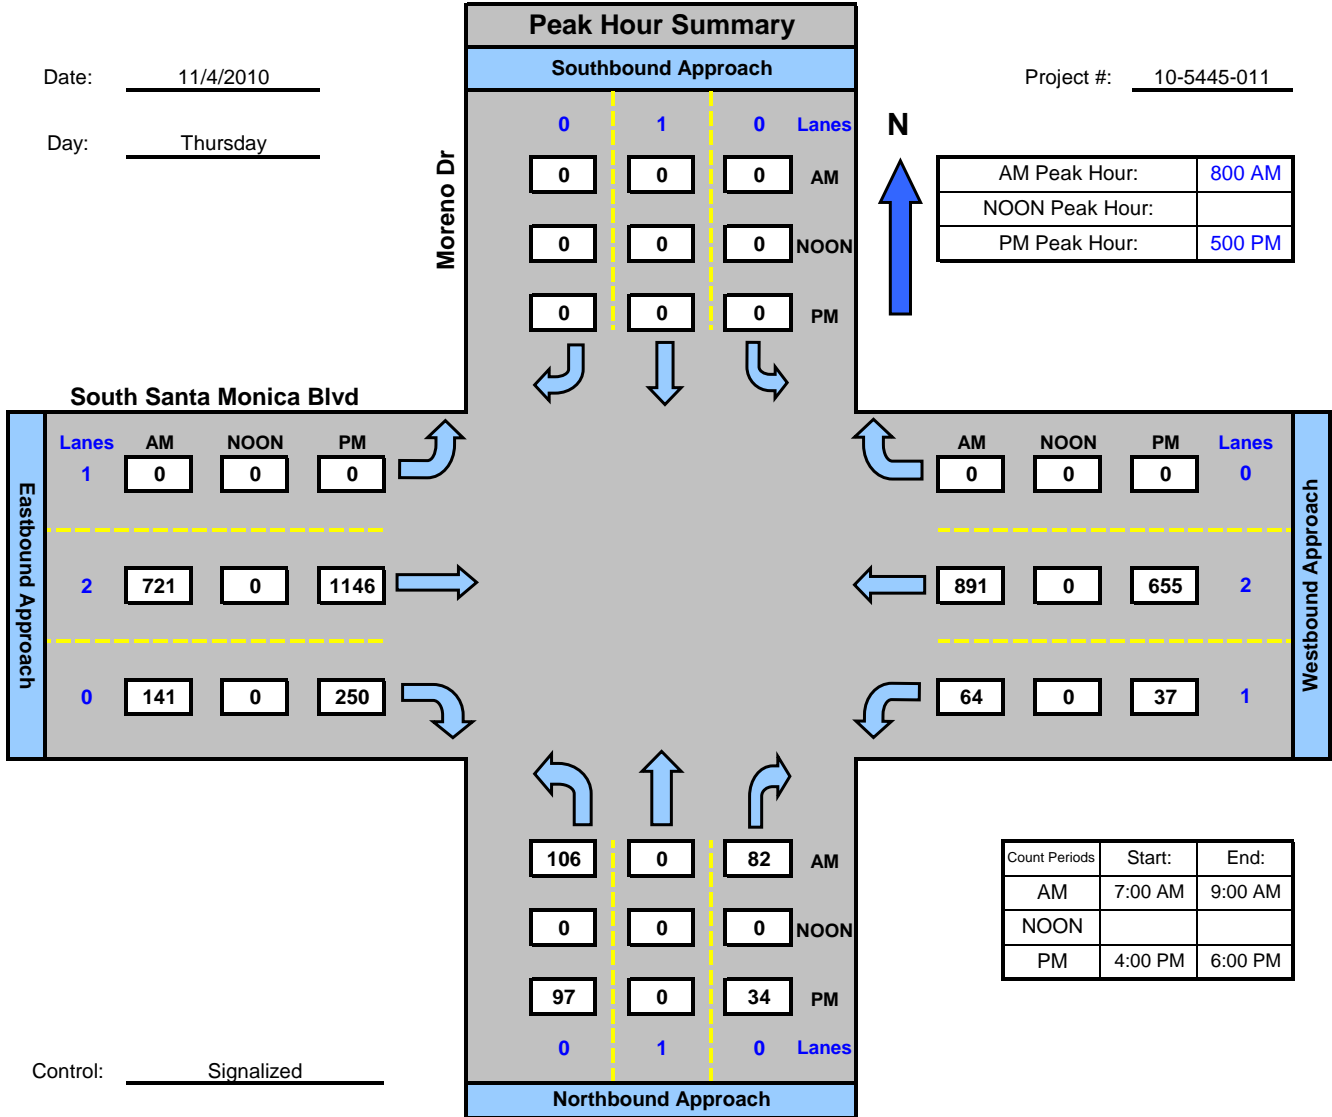 Peak Hour Summary
Southbound Approach
Date: 11/4/2010
Project #: 10-5445-011
Day: Thursday
Moreno Dr
0 1 0 Lanes
0 0 0 AM
0 0 0 NOON
0 0 0 PM
N
AM Peak Hour: 800 AM
NOON Peak Hour:
PM Peak Hour: 500 PM
South Santa Monica Blvd
Eastbound Approach
Lanes AM NOON PM
1 0 0 0
2 721 0 1146
0 141 0 250
AM NOON PM Lanes
0 0 0 0
891 0 655 2
64 0 37 1
Westbound Approach
106 0 82 AM
0 0 0 NOON
97 0 34 PM
0 1 0 Lanes
Northbound Approach
Count Periods Start: End:
AM 7:00 AM 9:00 AM
NOON
PM 4:00 PM 6:00 PM
Control: Signalized